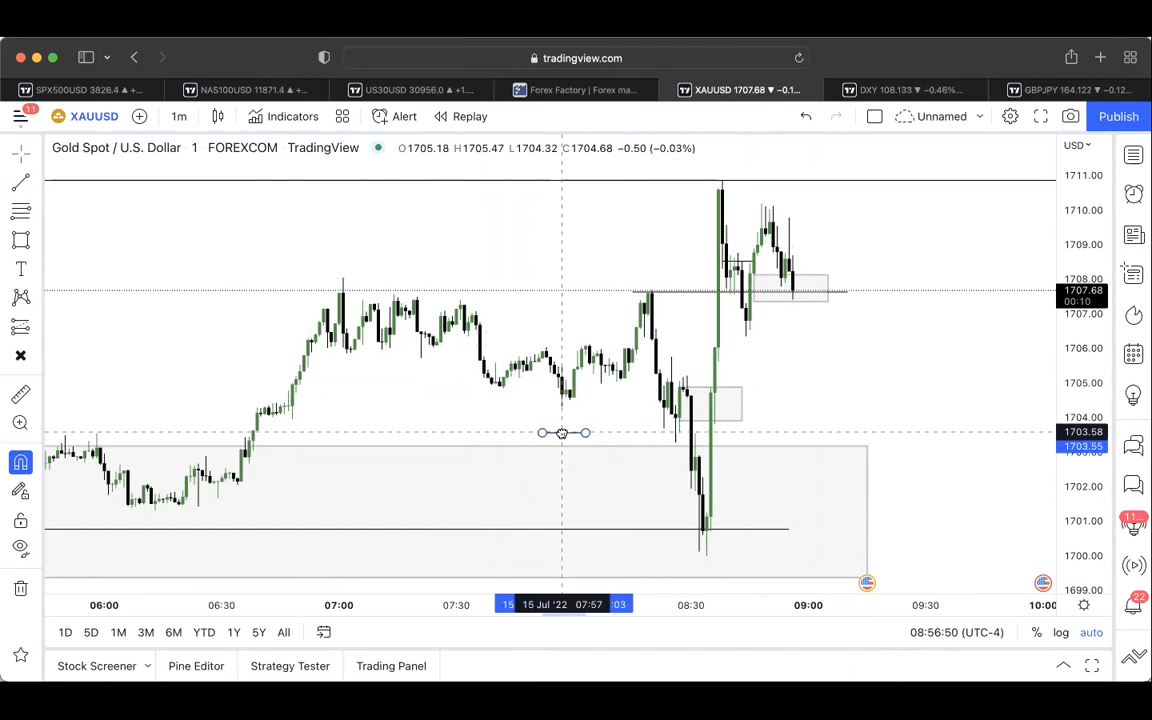 tradingview.com
SPX500USD 3826.4 ▲ +...
NAS100USD 11871.4 ▲ +...
US30USD 30956.0 ▲ +1...
Forex Factory | Forex ma...
XAUUSD 1707.68 ▼ −0.1...
DXY 108.133 ▼ −0.46%...
GBPJPY 164.122 ▼ −0.12...
11
XAUUSD
1m
Indicators
Alert
Replay
Unnamed
Publish
Gold Spot / U.S. Dollar · 1 · FOREXCOM · TradingView
O1705.18 H1705.47 L1704.32 C1704.68 −0.50 (−0.03%)
USD
1711.00
1710.00
1709.00
1708.00
1707.68
00:10
1707.00
1706.00
1705.00
1704.00
1703.58
1703.55
1702.00
1701.00
1700.00
1699.00
11...
22
06:00
06:30
07:00
07:30
15
15 Jul '22 07:57
:03
08:30
09:00
09:30
10:00
1D 5D 1M 3M 6M YTD 1Y 5Y All
08:56:50 (UTC-4)
% log auto
Stock Screener
Pine Editor
Strategy Tester
Trading Panel